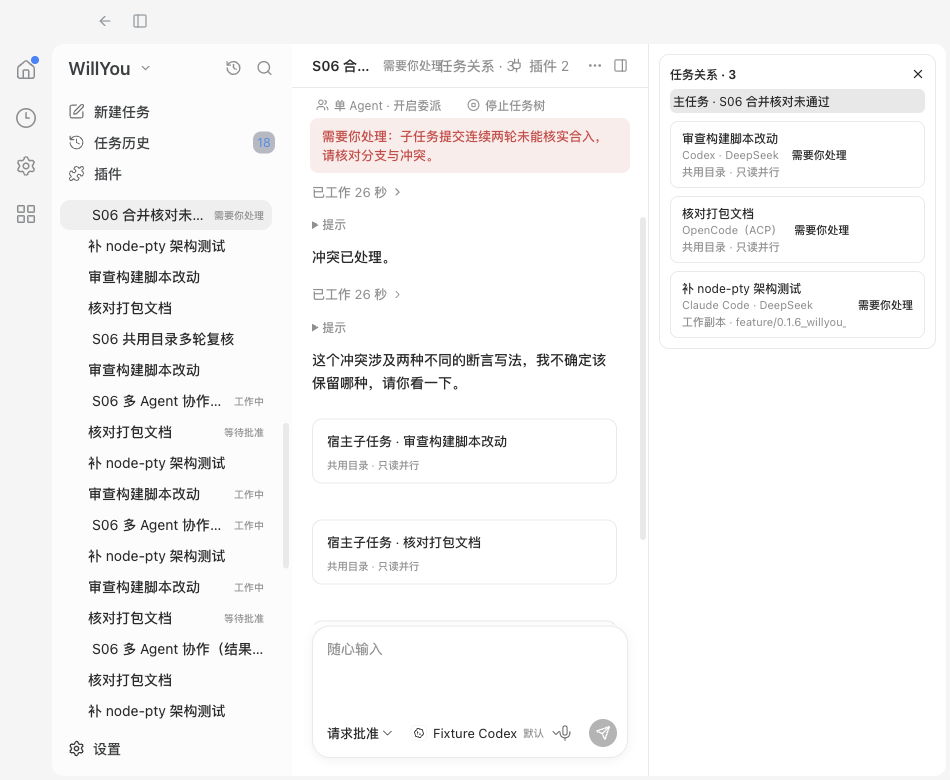 WillYou
新建任务
任务历史
18
插件
S06 合并核对未... 需要你处理
补 node-pty 架构测试
审查构建脚本改动
核对打包文档
S06 共用目录多轮复核
审查构建脚本改动
S06 多 Agent 协作... 工作中
核对打包文档 等待批准
补 node-pty 架构测试
审查构建脚本改动 工作中
S06 多 Agent 协作... 工作中
补 node-pty 架构测试
审查构建脚本改动 工作中
核对打包文档 等待批准
S06 多 Agent 协作（结果...
核对打包文档
补 node-pty 架构测试
设置
S06 合... 需要你处理 任务关系 · 3 插件 2
单 Agent · 开启委派 停止任务树
需要你处理：子任务提交连续两轮未能核实合入，
请核对分支与冲突。
已工作 26 秒
提示
冲突已处理。
已工作 26 秒
提示
这个冲突涉及两种不同的断言写法，我不确定该
保留哪种，请你看一下。
宿主子任务 · 审查构建脚本改动
共用目录 · 只读并行
宿主子任务 · 核对打包文档
共用目录 · 只读并行
随心输入
请求批准 Fixture Codex 默认
任务关系 · 3
主任务 · S06 合并核对未通过
审查构建脚本改动
Codex · DeepSeek 需要你处理
共用目录 · 只读并行
核对打包文档
OpenCode（ACP） 需要你处理
共用目录 · 只读并行
补 node-pty 架构测试
Claude Code · DeepSeek 需要你处理
工作副本 · feature/0.1.6_willyou_